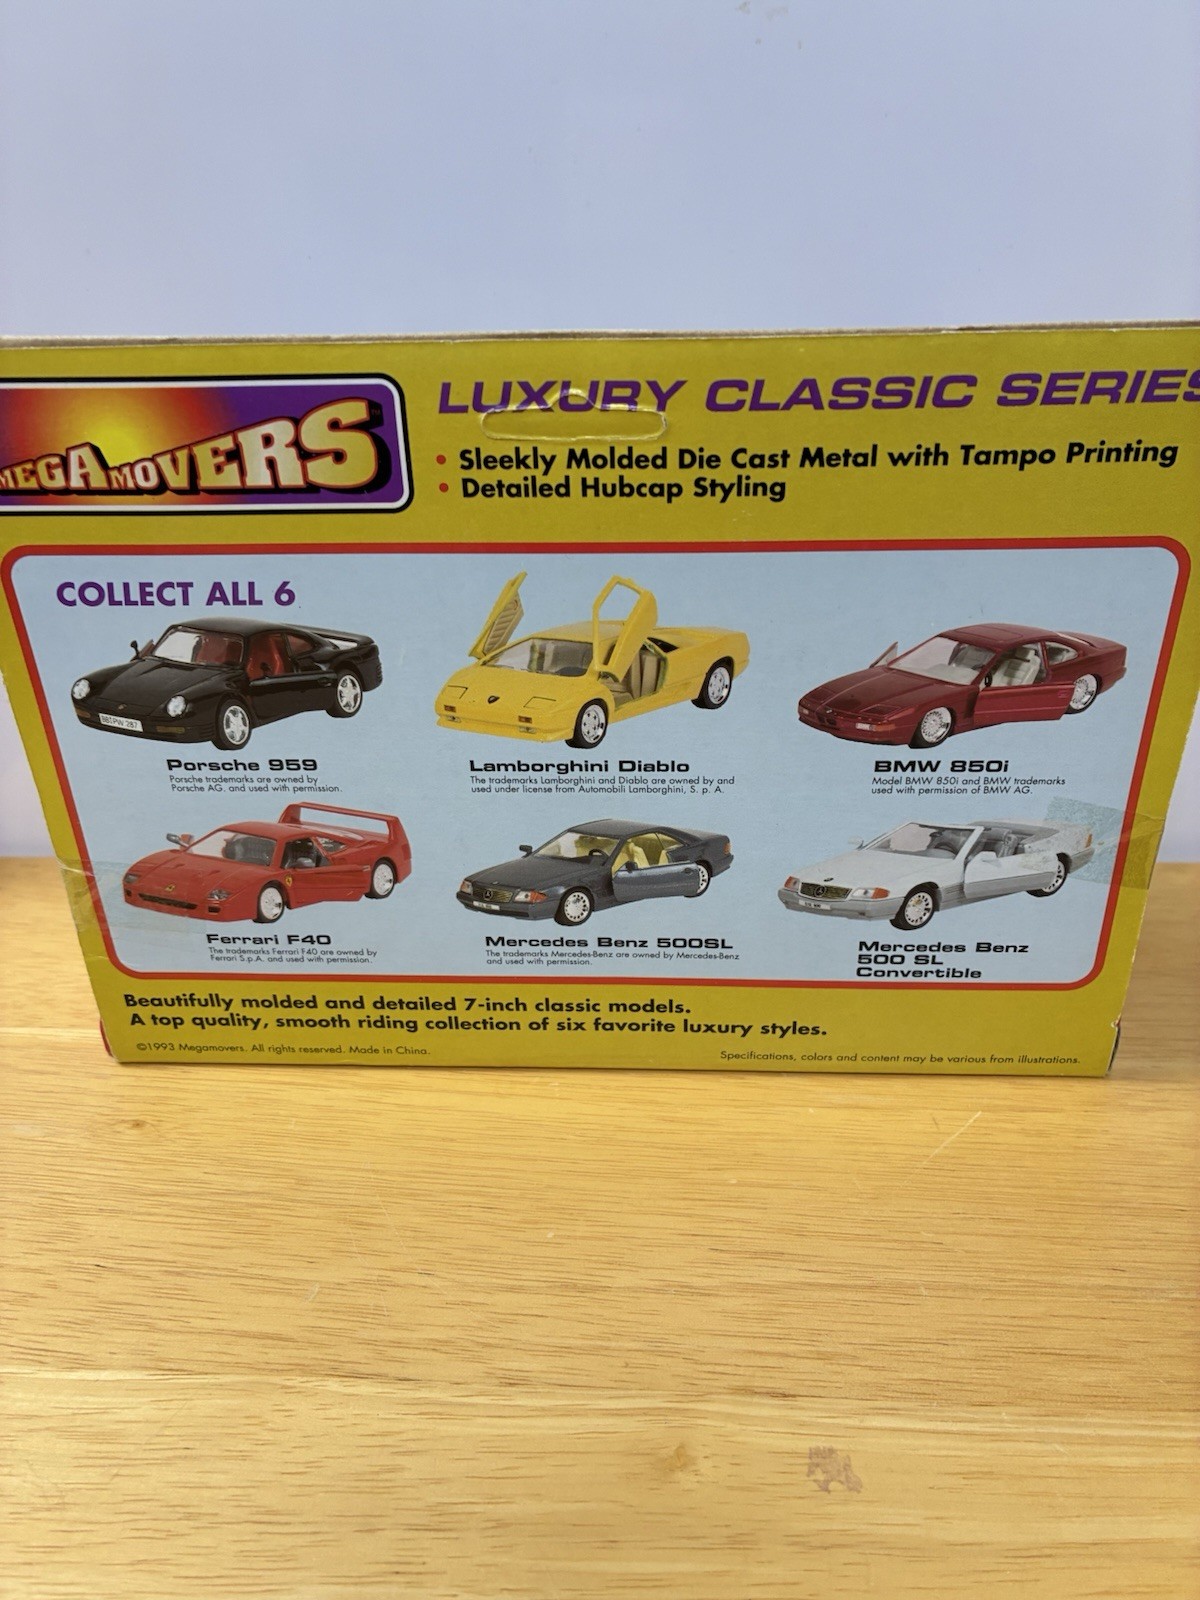 MEGA MOVERS™
LUXURY CLASSIC SERIES
• Sleekly Molded Die Cast Metal with Tampo Printing
• Detailed Hubcap Styling
COLLECT ALL 6
BB:PW 287
Porsche 959
Porsche trademarks are owned by
Porsche AG. and used with permission.
Lamborghini Diablo
The trademarks Lamborghini and Diablo are owned by and
used under license from Automobili Lamborghini, S. p. A.
BMW 850i
Model BMW 850i and BMW trademarks
used with permission of BMW AG.
Ferrari F40
The trademarks Ferrari F40 are owned by
Ferrari S.p.A. and used with permission.
Mercedes Benz 500SL
The trademarks Mercedes-Benz are owned by Mercedes-Benz
and used with permission.
Mercedes Benz
500 SL
Convertible
Beautifully molded and detailed 7-inch classic models.
A top quality, smooth riding collection of six favorite luxury styles.
©1993 Megamovers. All rights reserved. Made in China.
Specifications, colors and content may be various from illustrations.